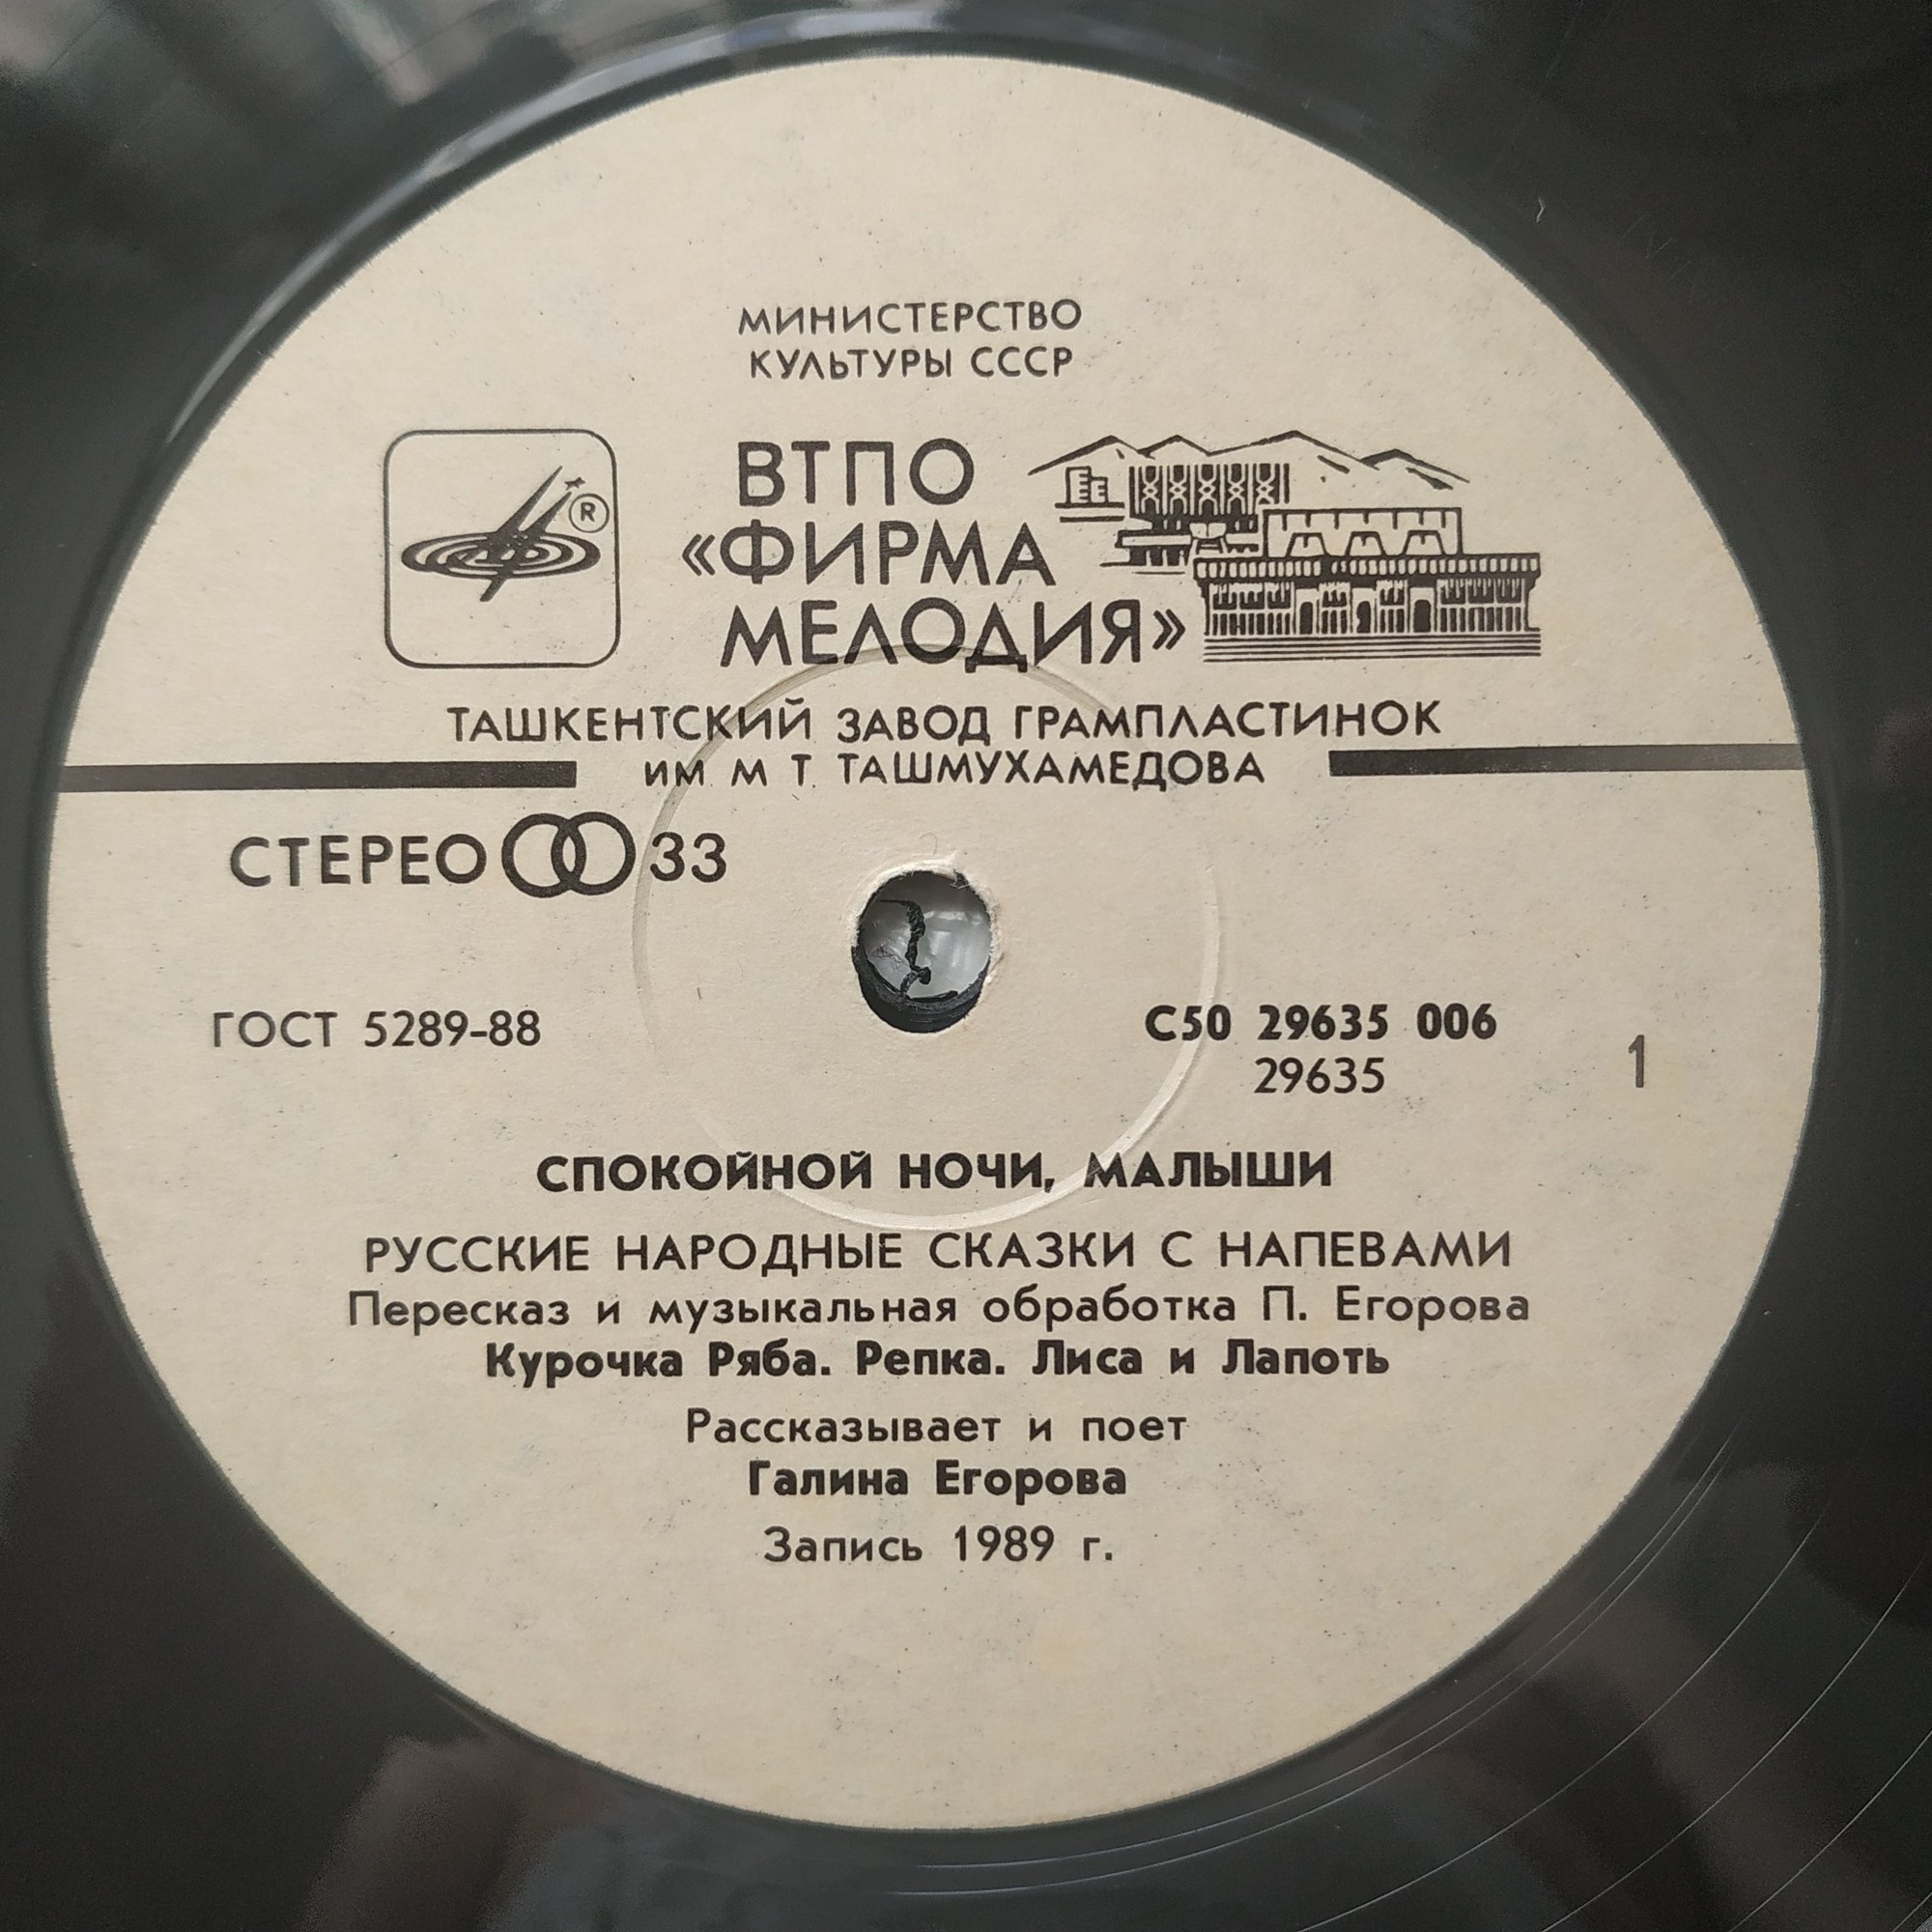 МИНИСТЕРСТВО
КУЛЬТУРЫ СССР
ВТПО
«ФИРМА
МЕЛОДИЯ»
®
ТАШКЕНТСКИЙ ЗАВОД ГРАМПЛАСТИНОК
ИМ М Т ТАШМУХАМЕДОВА
СТЕРЕО 33
ГОСТ 5289-88
С50 29635 006
29635
1
СПОКОЙНОЙ НОЧИ, МАЛЫШИ
РУССКИЕ НАРОДНЫЕ СКАЗКИ С НАПЕВАМИ
Пересказ и музыкальная обработка П. Егорова
Курочка Ряба. Репка. Лиса и Лапоть
Рассказывает и поет
Галина Егорова
Запись 1989 г.